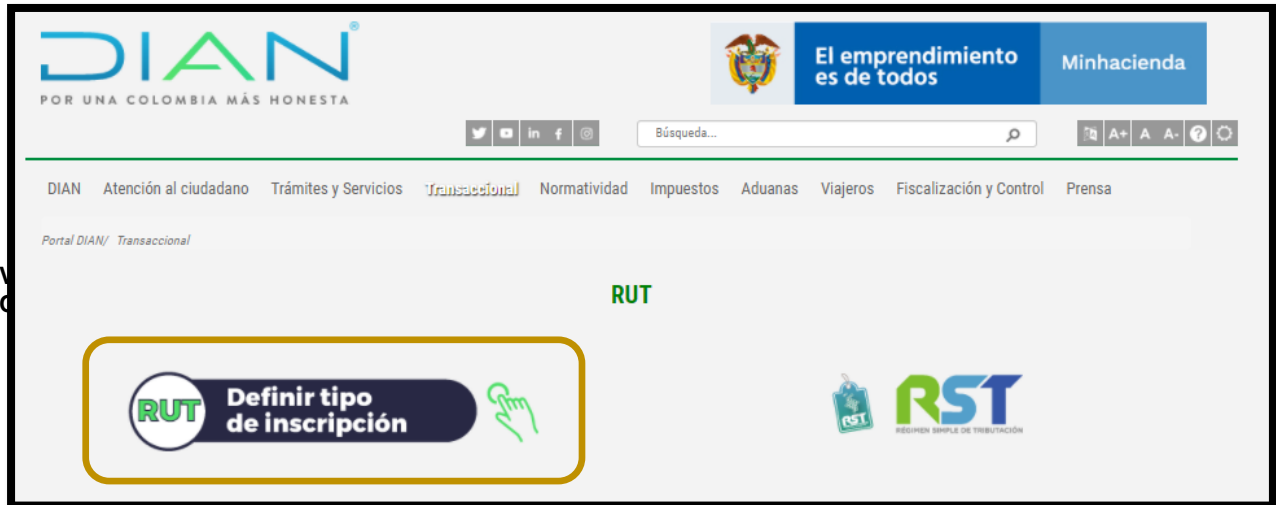 DIAN®
POR UNA COLOMBIA MÁS HONESTA
El emprendimiento
es de todos
Minhacienda
in f
Búsqueda...
A+ A A- ?
DIAN Atención al ciudadano Trámites y Servicios Transaccional Normatividad Impuestos Aduanas Viajeros Fiscalización y Control Prensa
Portal DIAN/ Transaccional
RUT
RUT
Definir tipo
de inscripción
RST
RST
RÉGIMEN SIMPLE DE TRIBUTACIÓN